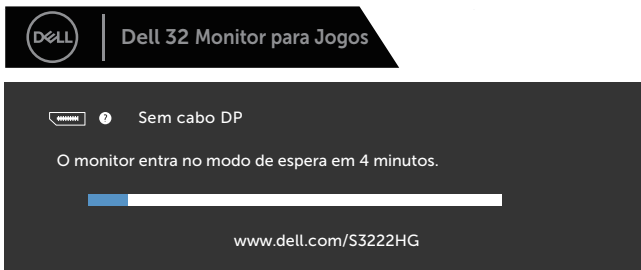 DELL
Dell 32 Monitor para Jogos
? Sem cabo DP
O monitor entra no modo de espera em 4 minutos.
www.dell.com/S3222HG